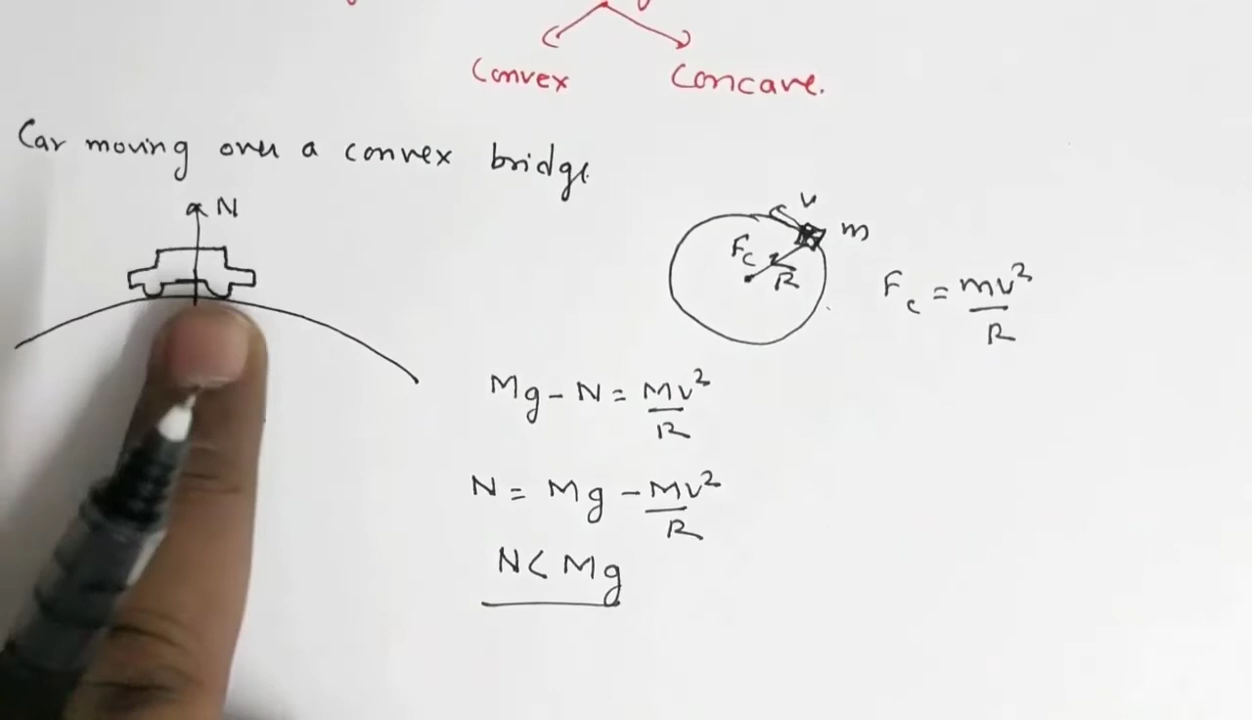 Convex Concave.
Car moving over a convex bridge
N
v
m
Fc
R
Fc = mv²/R
Mg - N = Mv²/R
N = Mg - Mv²/R
N < Mg